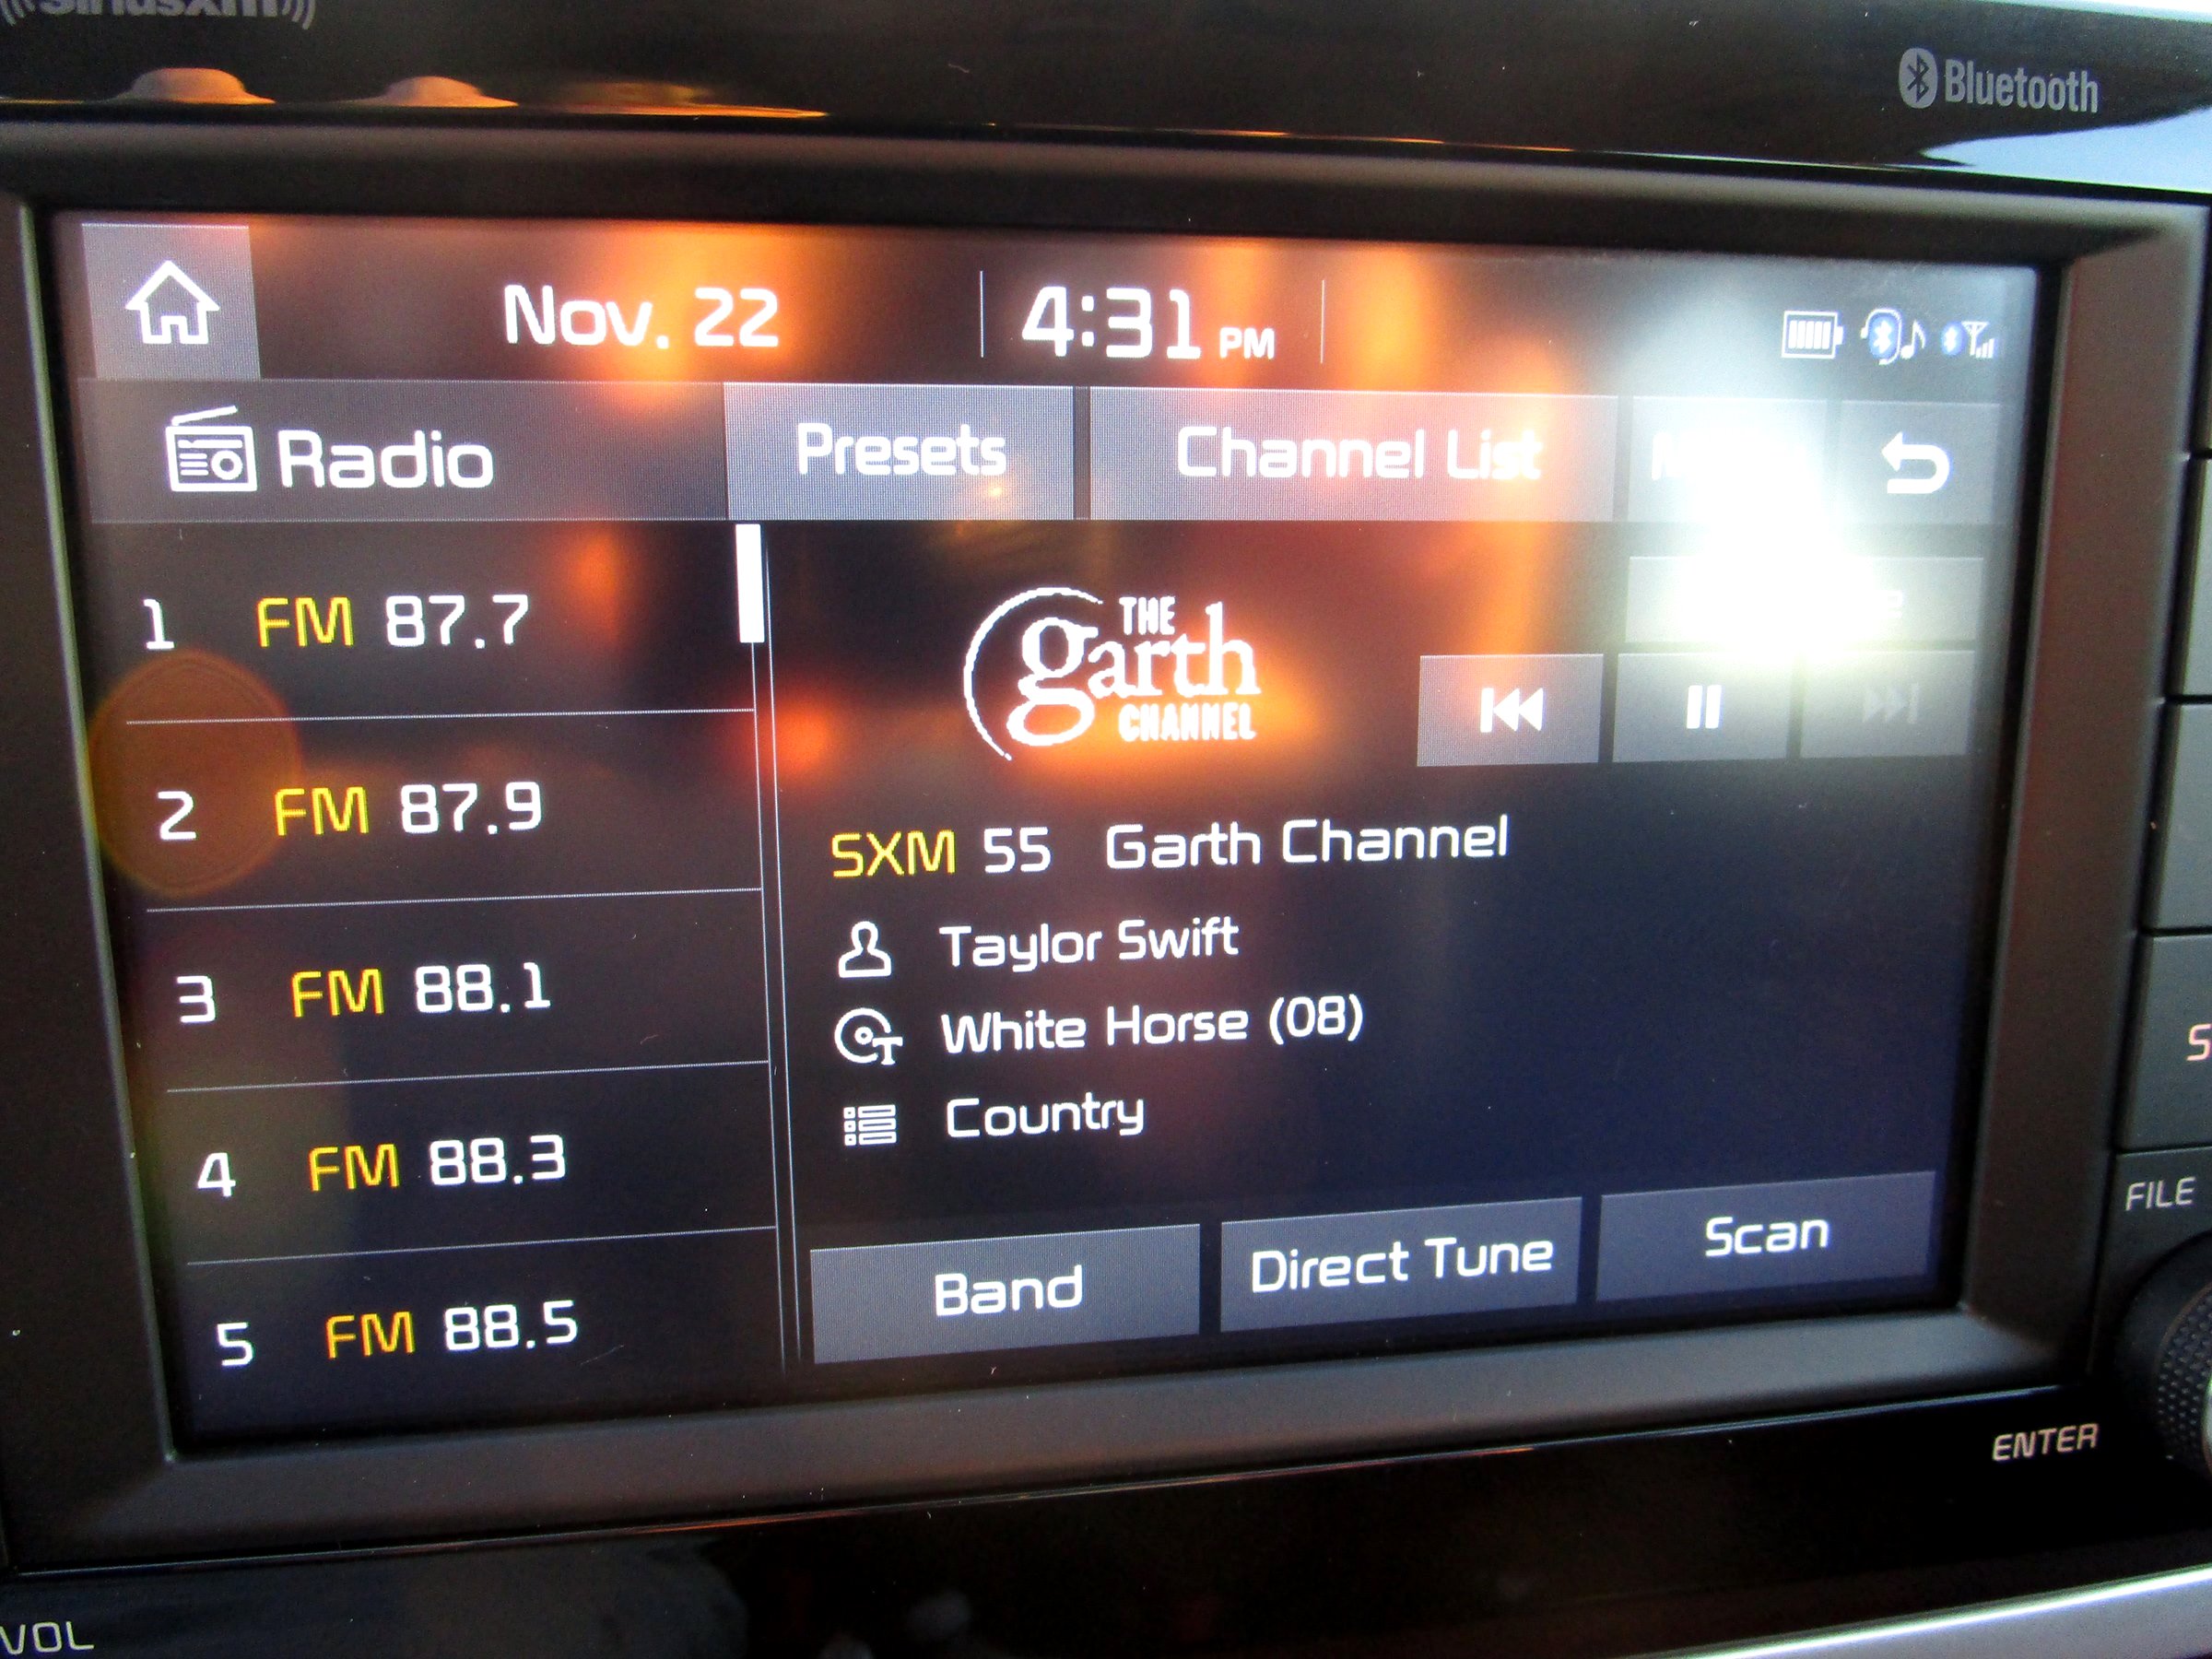 SiriusXM
Bluetooth
Nov. 22
4:31 PM
Radio
Presets
Channel List
1 FM 87.7
2 FM 87.9
3 FM 88.1
4 FM 88.3
5 FM 88.5
THE
garth
CHANNEL
SXM 55 Garth Channel
Taylor Swift
White Horse (08)
Country
Band
Direct Tune
Scan
FILE
ENTER
VOL